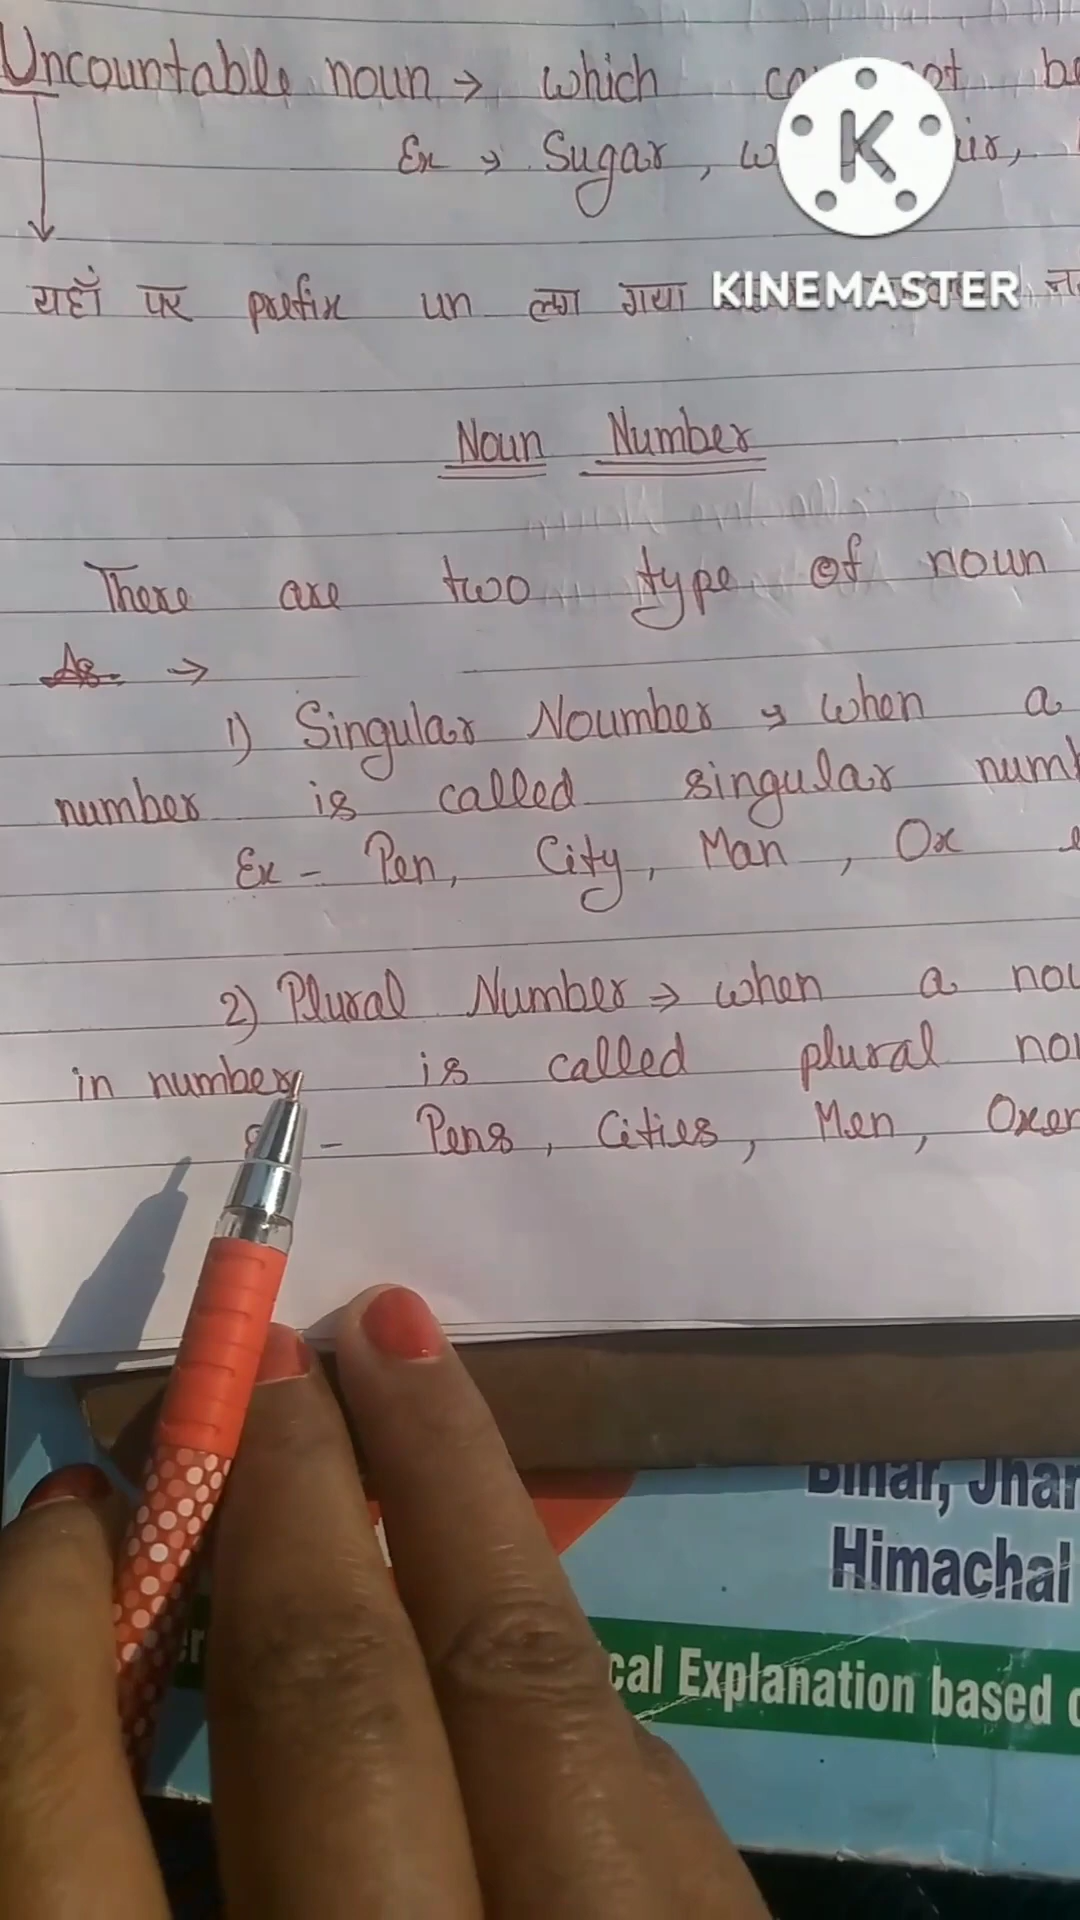 Uncountable noun → which
Ex → Sugar,
यहाँ पर prefix un लग गया
K
KINEMASTER
Noun Number
There are two type of noun
As →
1) Singular Noumber → when a
number is called singular
Ex - Pen, City, Man, Ox
2) Plural Number ⇒ when a
in number is called plural
- Pens, Cities, Men,
Himachal
Explanation based